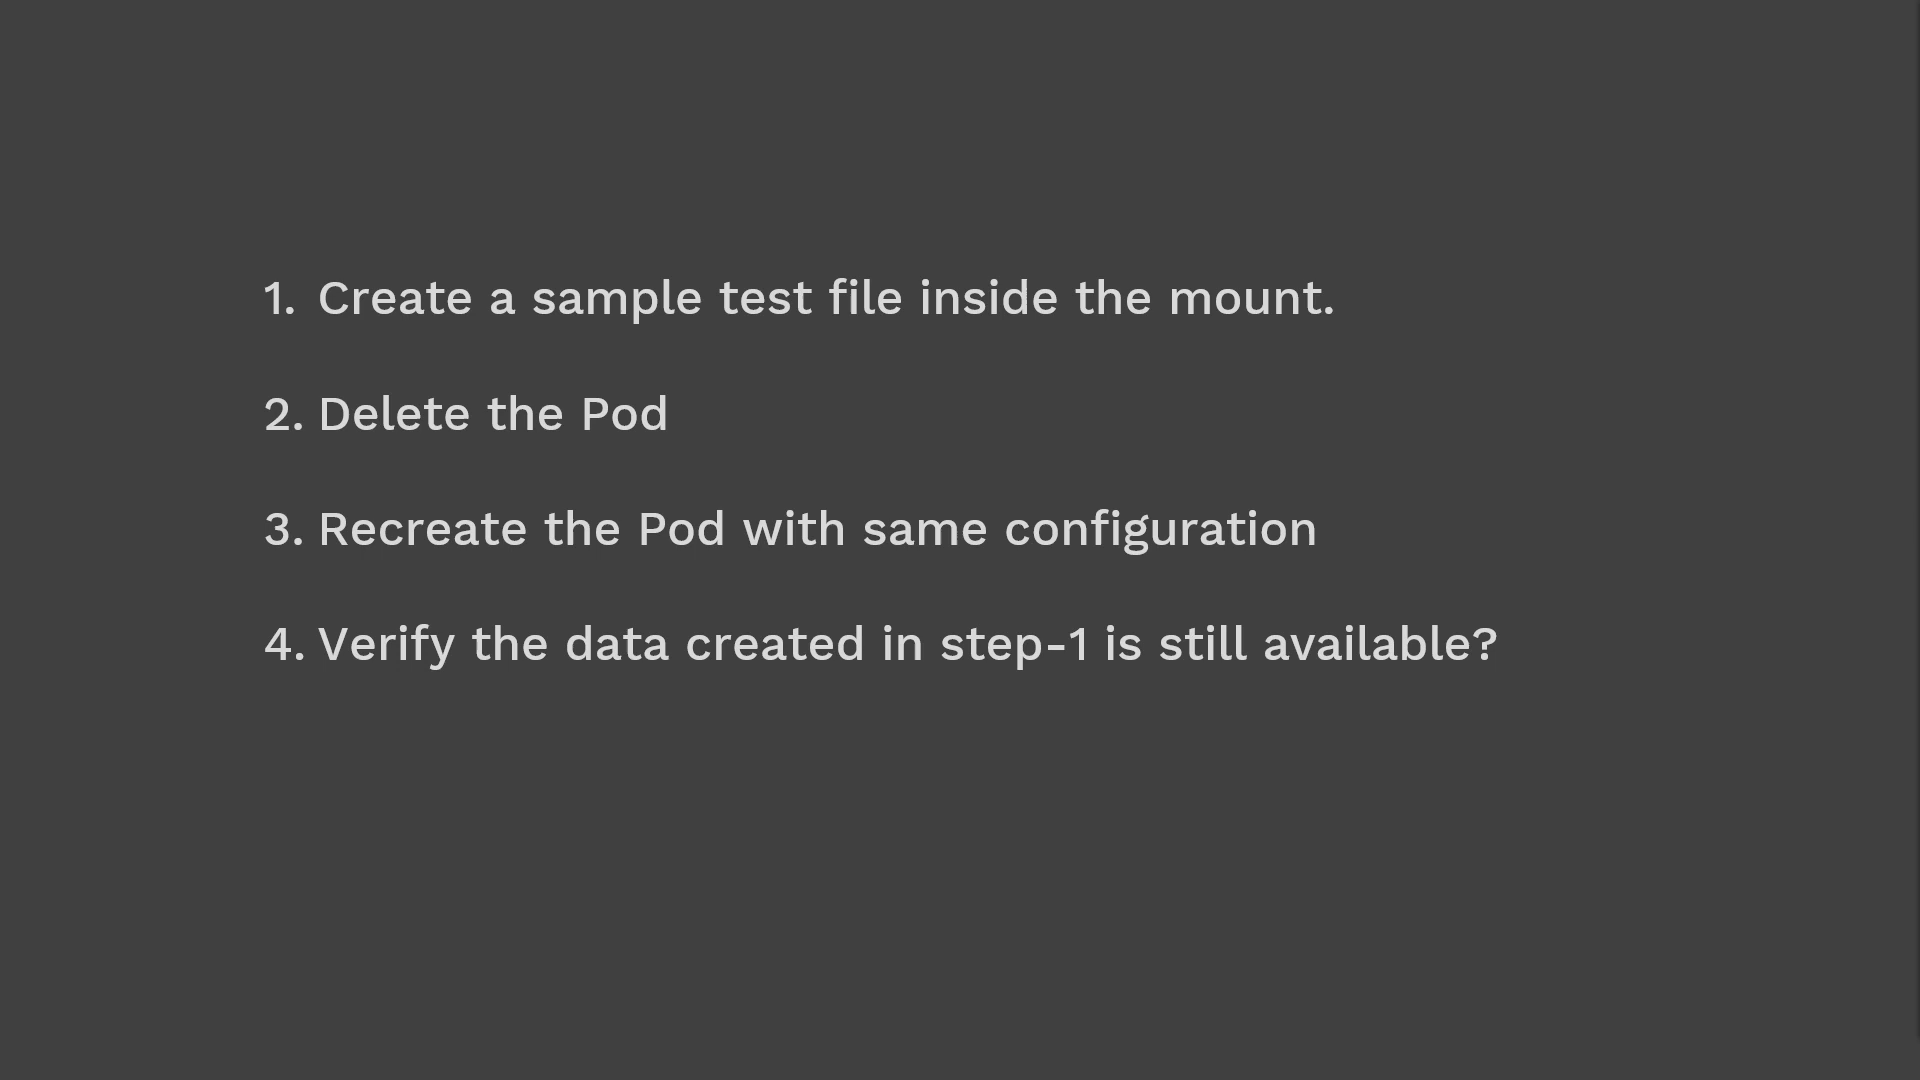 1. Create a sample test file inside the mount.
2. Delete the Pod
3. Recreate the Pod with same configuration
4. Verify the data created in step-1 is still available?